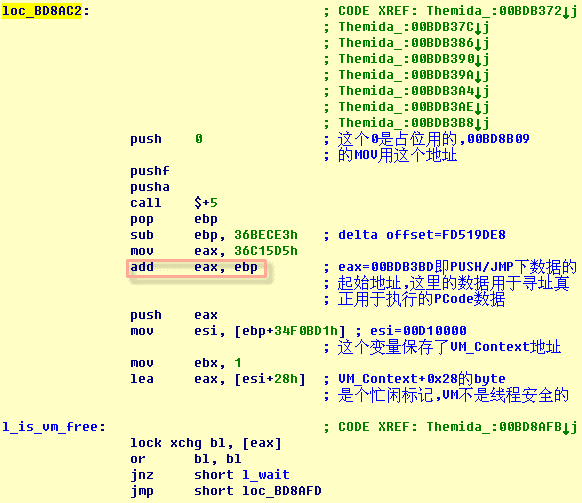 loc_BD8AC2: ; CODE XREF: Themida_:00BDB372↓j
; Themida_:00BDB37C↓j
; Themida_:00BDB386↓j
; Themida_:00BDB390↓j
; Themida_:00BDB39A↓j
; Themida_:00BDB3A4↓j
; Themida_:00BDB3AE↓j
; Themida_:00BDB3B8↓j
push 0 ; 这个0是占位用的,00BD8B09
; 的MOV用这个地址
pushf
pusha
call $+5
pop ebp
sub ebp, 36BECE3h ; delta offset=FD519DE8
mov eax, 36C15D5h
add eax, ebp ; eax=00BDB3BD即PUSH/JMP下数据的
; 起始地址,这里的数据用于寻址真
; 正用于执行的PCode数据
push eax
mov esi, [ebp+34F0BD1h] ; esi=00D10000
; 这个变量保存了VM_Context地址
mov ebx, 1
lea eax, [esi+28h] ; VM_Context+0x28的byte
; 是个忙闲标记,VM不是线程安全的
l_is_vm_free: ; CODE XREF: Themida_:00BD8AFB↓j
lock xchg bl, [eax]
or bl, bl
jnz short l_wait
jmp short loc_BD8AFD